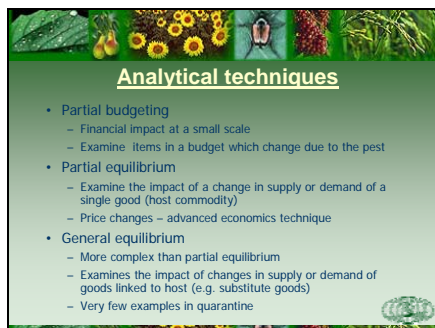 Analytical techniques
• Partial budgeting
– Financial impact at a small scale
– Examine items in a budget which change due to the pest
• Partial equilibrium
– Examine the impact of a change in supply or demand of a
single good (host commodity)
– Price changes – advanced economics technique
• General equilibrium
– More complex than partial equilibrium
– Examines the impact of changes in supply or demand of
goods linked to host (e.g. substitute goods)
– Very few examples in quarantine